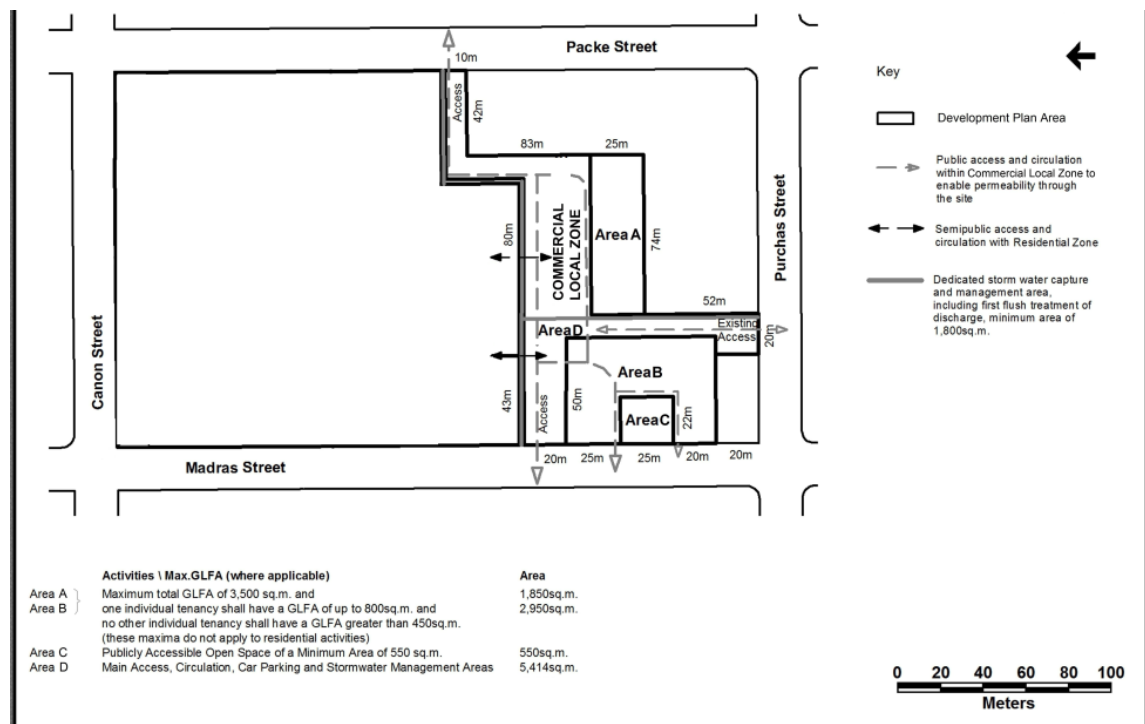 Packe Street
10m
Access
42m
83m
25m
80m
COMMERCIAL
LOCAL ZONE
Area A
74m
52m
Existing
Access
20m
Area D
Area B
43m
Access
50m
Area C
22m
20m
25m
25m
20m
20m
Canon Street
Madras Street
Purchas Street
Key
Development Plan Area
Public access and circulation
within Commercial Local Zone to
enable permeability through
the site
Semipublic access and
circulation with Residential Zone
Dedicated storm water capture
and management area,
including first flush treatment of
discharge, minimum area of
1,800sq.m.
Activities \ Max.GLFA (where applicable) Area
Area A Maximum total GLFA of 3,500 sq.m. and 1,850sq.m.
Area B one individual tenancy shall have a GLFA of up to 800sq.m. and 2,950sq.m.
no other individual tenancy shall have a GLFA greater than 450sq.m.
(these maxima do not apply to residential activities)
Area C Publicly Accessible Open Space of a Minimum Area of 550 sq.m. 550sq.m.
Area D Main Access, Circulation, Car Parking and Stormwater Management Areas 5,414sq.m.
0 20 40 60 80 100
Meters